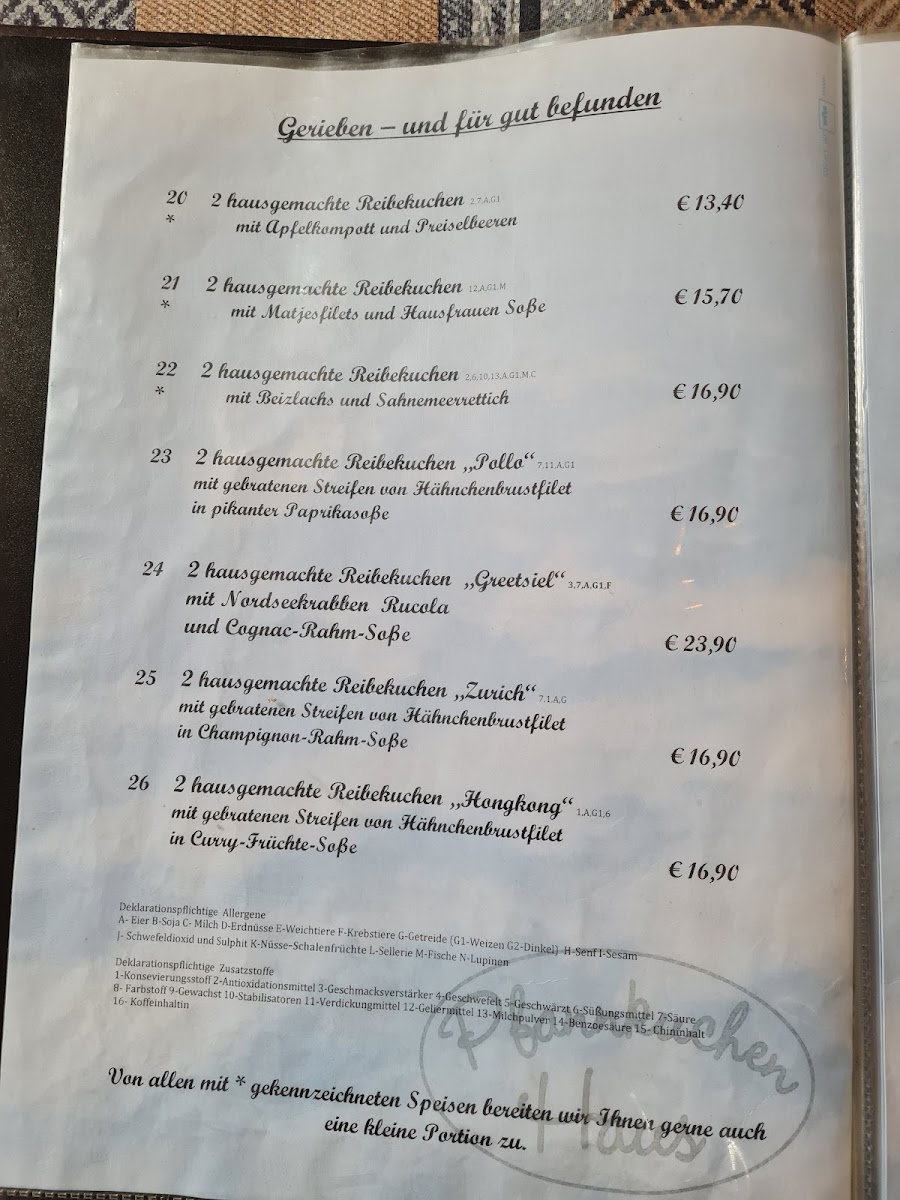 Gerieben – und für gut befunden
20 2 hausgemachte Reibekuchen 2,7,A,G1 € 13,40
* mit Apfelkompott und Preiselbeeren
21 2 hausgemachte Reibekuchen 12,A,G1,M € 15,70
* mit Matjesfilets und Hausfrauen Soße
22 2 hausgemachte Reibekuchen 2,6,10,13,A,G1,M,C € 16,90
* mit Beizlachs und Sahnemeerrettich
23 2 hausgemachte Reibekuchen „Pollo“ 7,11,A,G1
mit gebratenen Streifen von Hähnchenbrustfilet
in pikanter Paprikasoße € 16,90
24 2 hausgemachte Reibekuchen „Greetsiel“ 3,7,A,G1,F
mit Nordseekrabben Rucola
und Cognac-Rahm-Soße € 23,90
25 2 hausgemachte Reibekuchen „Zurich“ 7,1,A,G
mit gebratenen Streifen von Hähnchenbrustfilet
in Champignon-Rahm-Soße € 16,90
26 2 hausgemachte Reibekuchen „Hongkong“ 1,A,G1,6
mit gebratenen Streifen von Hähnchenbrustfilet
in Curry-Früchte-Soße € 16,90
Deklarationspflichtige Allergene
A- Eier B-Soja C- Milch D-Erdnüsse E-Weichtiere F-Krebstiere G-Getreide (G1-Weizen G2-Dinkel) H-Senf I-Sesam
J- Schwefeldioxid und Sulphit K-Nüsse-Schalenfrüchte L-Sellerie M-Fische N-Lupinen
Deklarationspflichtige Zusatzstoffe
1-Konsevierungsstoff 2-Antioxidationsmittel 3-Geschmacksverstärker 4-Geschwefelt 5-Geschwärzt 6-Süßungsmittel 7-Säure
8- Farbstoff 9-Gewachst 10-Stabilisatoren 11-Verdickungmittel 12-Geliermittel 13-Milchpulver 14-Benzoesäure 15- Chininhalt
16- Koffeinhaltin
Pfannkuchen
Haus
Von allen mit * gekennzeichneten Speisen bereiten wir Ihnen gerne auch
eine kleine Portion zu.